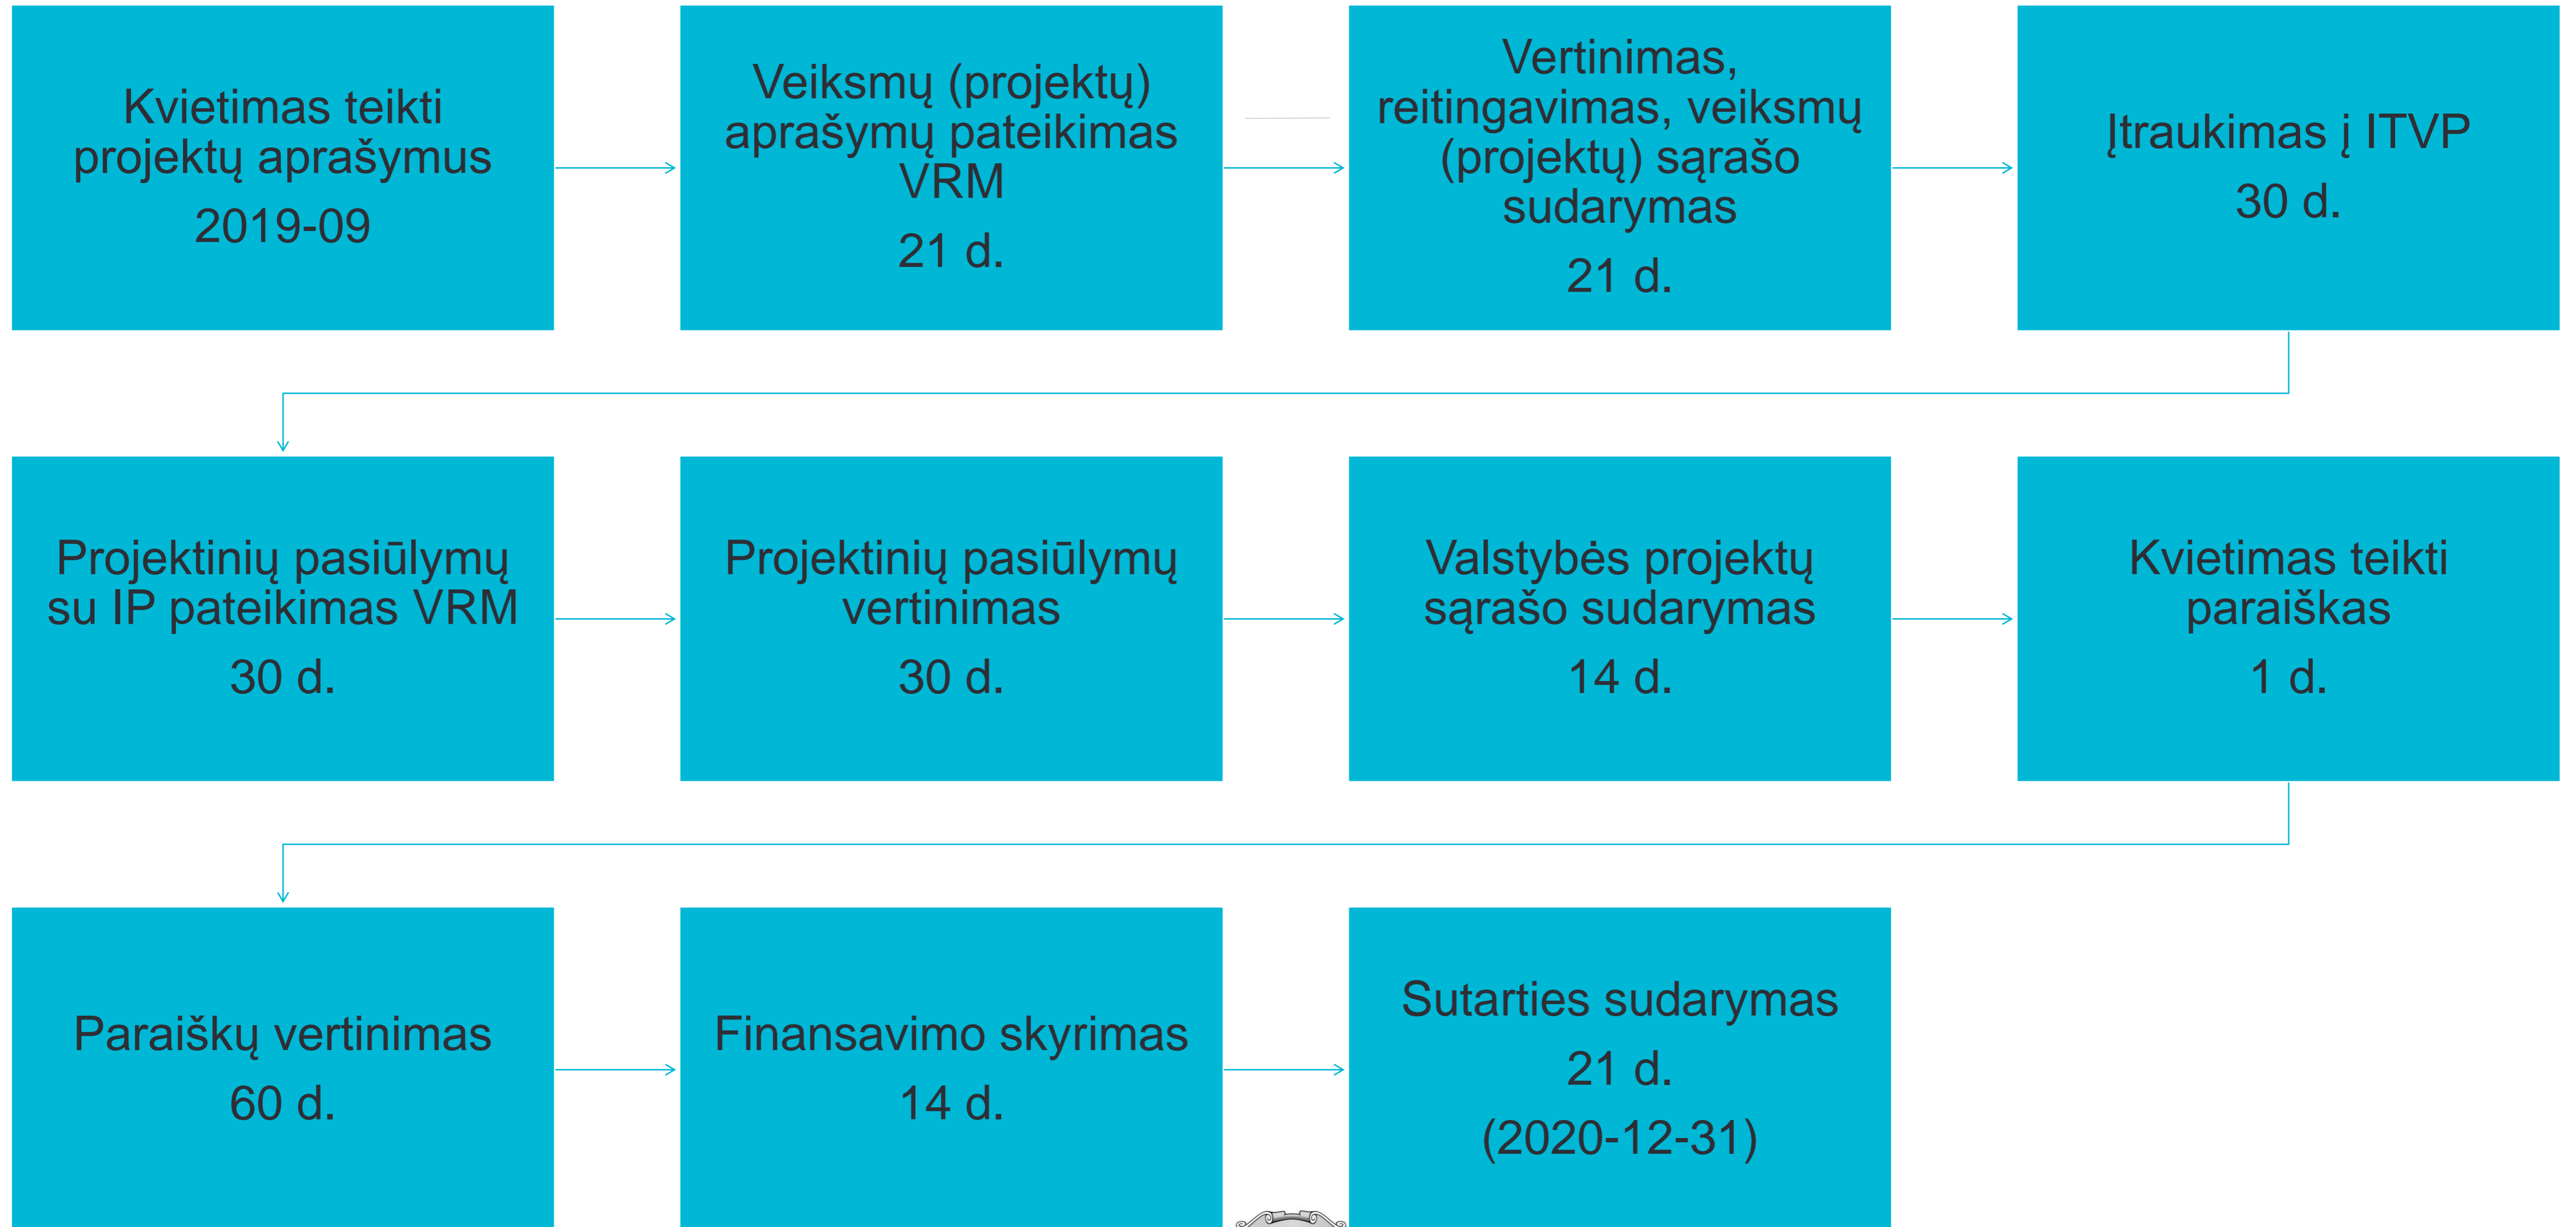 Kvietimas teikti
projektų aprašymus
2019-09
Veiksmų (projektų)
aprašymų pateikimas
VRM
21 d.
Vertinimas,
reitingavimas, veiksmų
(projektų) sąrašo
sudarymas
21 d.
Įtraukimas į ITVP
30 d.
Projektinių pasiūlymų
su IP pateikimas VRM
30 d.
Projektinių pasiūlymų
vertinimas
30 d.
Valstybės projektų
sąrašo sudarymas
14 d.
Kvietimas teikti
paraiškas
1 d.
Paraiškų vertinimas
60 d.
Finansavimo skyrimas
14 d.
Sutarties sudarymas
21 d.
(2020-12-31)